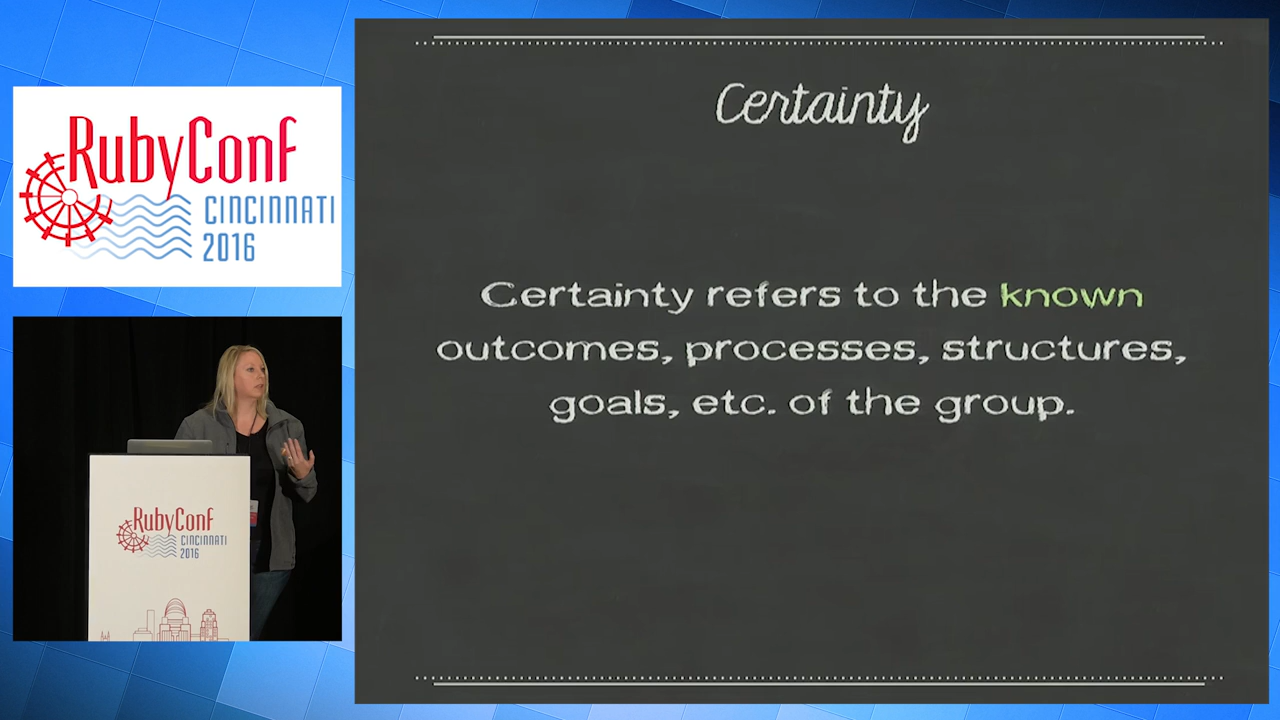 RubyConf
CINCINNATI
2016
Certainty
Certainty refers to the known
outcomes, processes, structures,
goals, etc. of the group.
RubyConf
CINCINNATI
2016